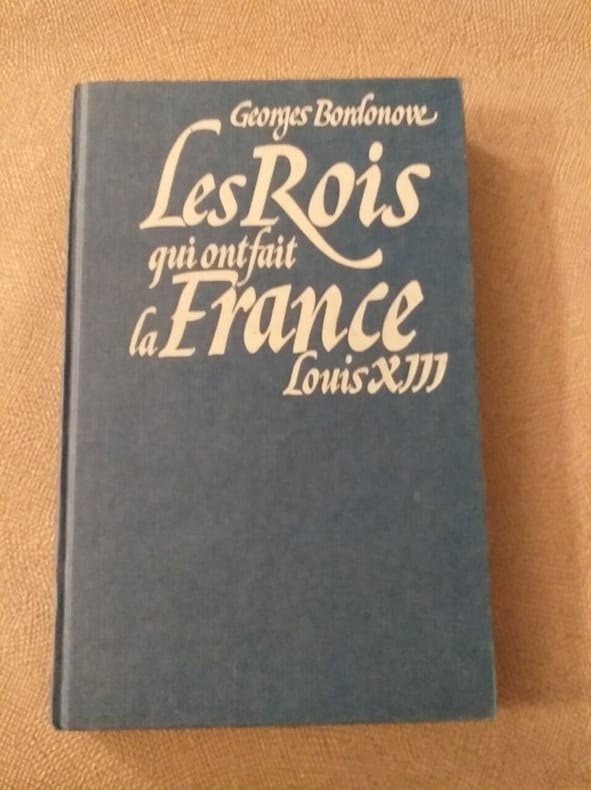 Georges Bordonove
Les Rois
qui ont fait
la France
Louis XIII